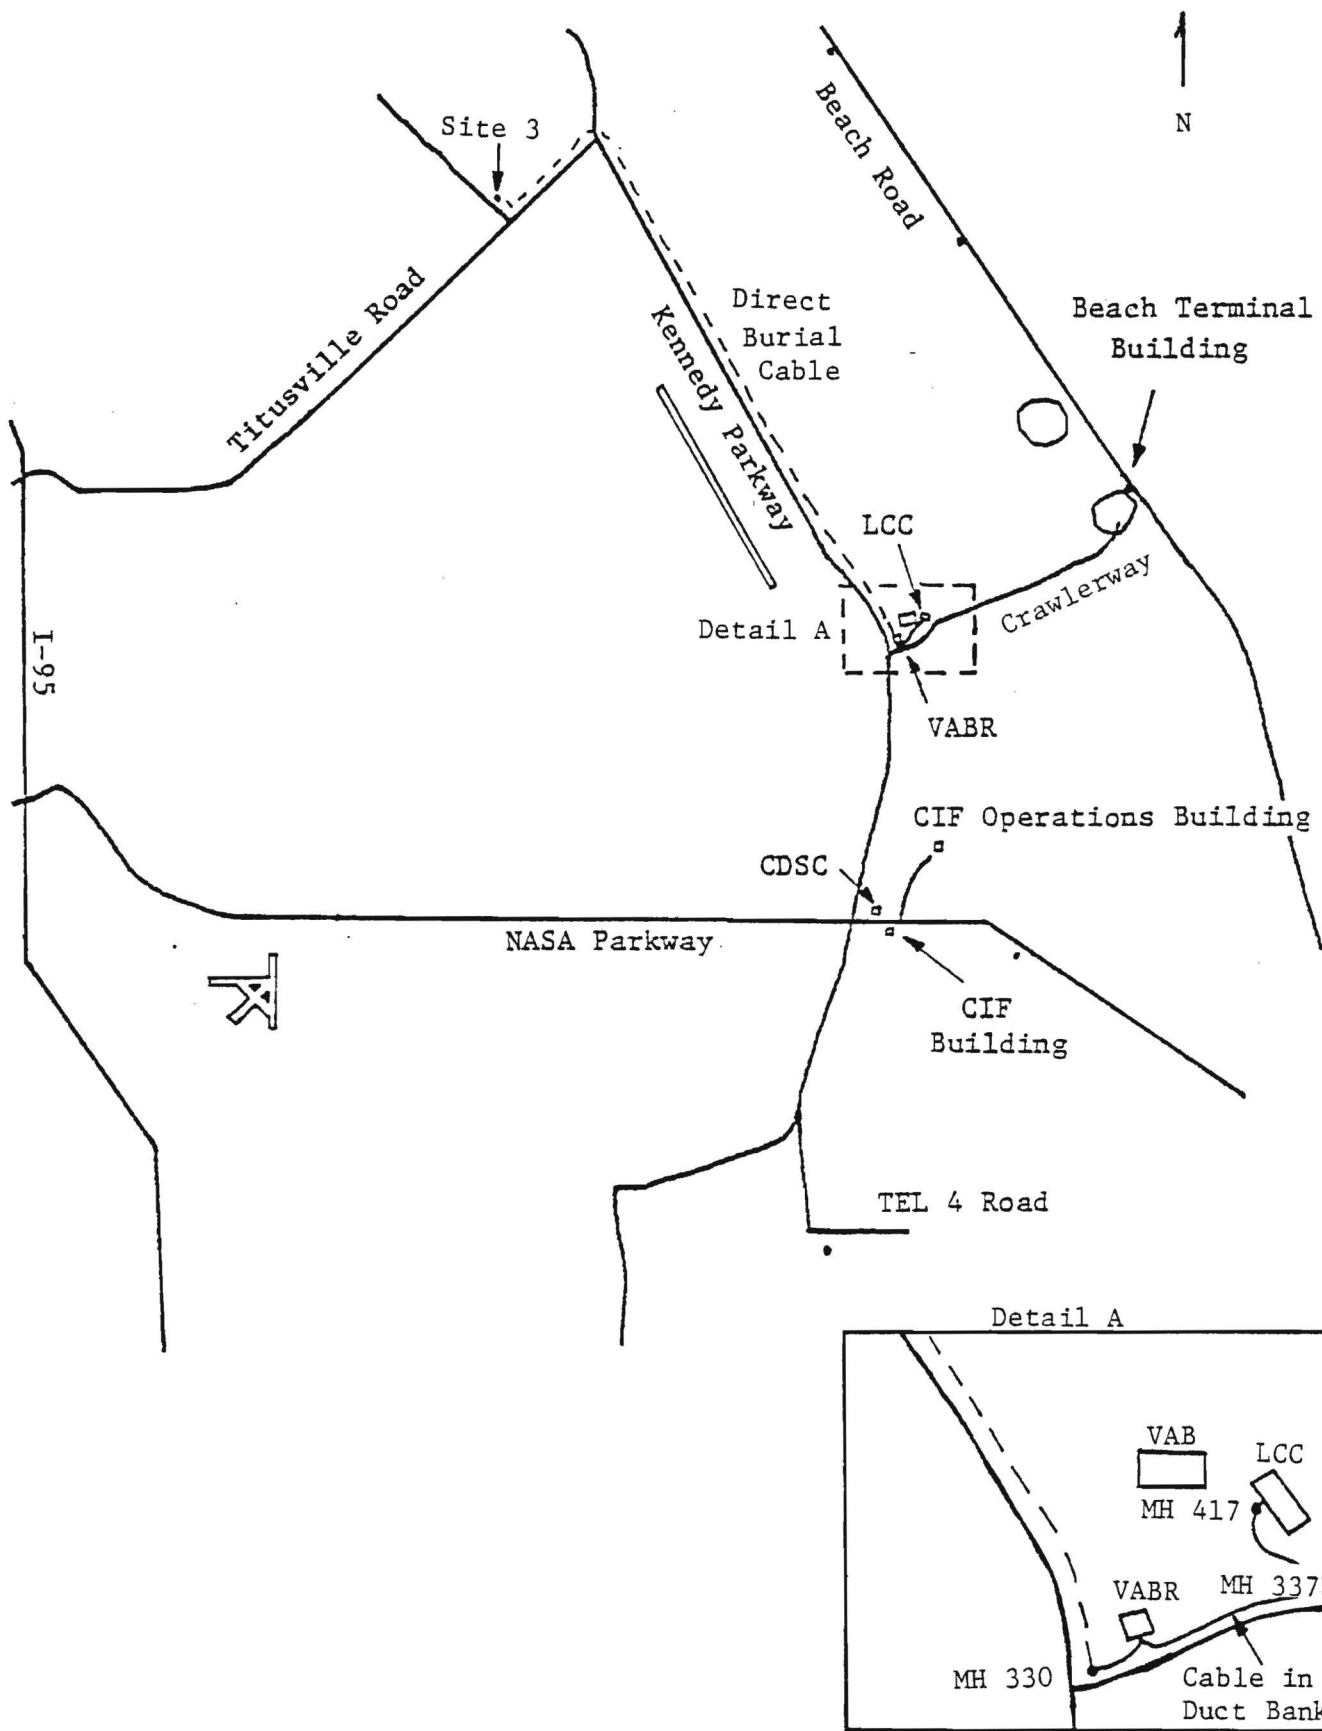 N
Site 3
Beach Road
Titusville Road
Direct
Burial
Cable
Kennedy Parkway
Beach Terminal
Building
LCC
Crawlerway
Detail A
I-95
VABR
CIF Operations Building
CDSC
NASA Parkway
CIF
Building
TEL 4 Road
Detail A
VAB
LCC
MH 417
VABR
MH 337
MH 330
Cable in
Duct Bank